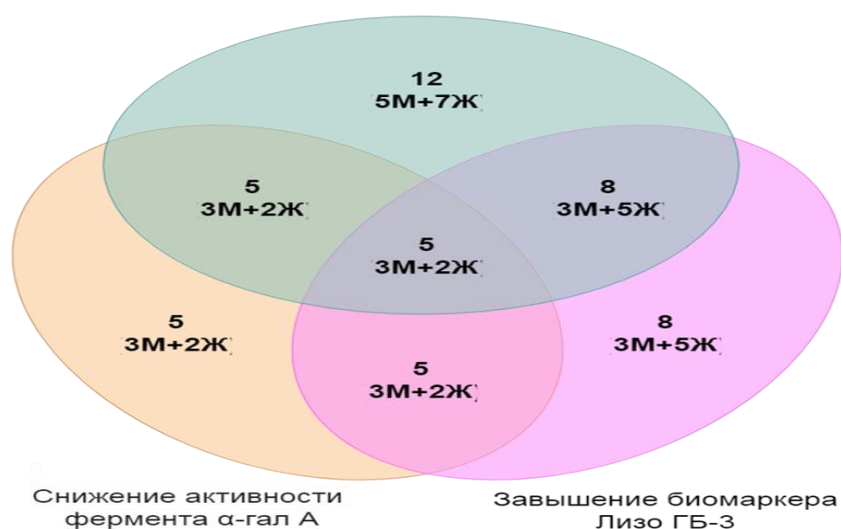 12
5М+7Ж)
5
3М+2Ж)
8
3М+5Ж)
5
3М+2Ж)
5
3М+2Ж)
8
3М+5Ж)
5
3М+2Ж)
Снижение активности
фермента α-гал А
Завышение биомаркера
Лизо ГБ-3